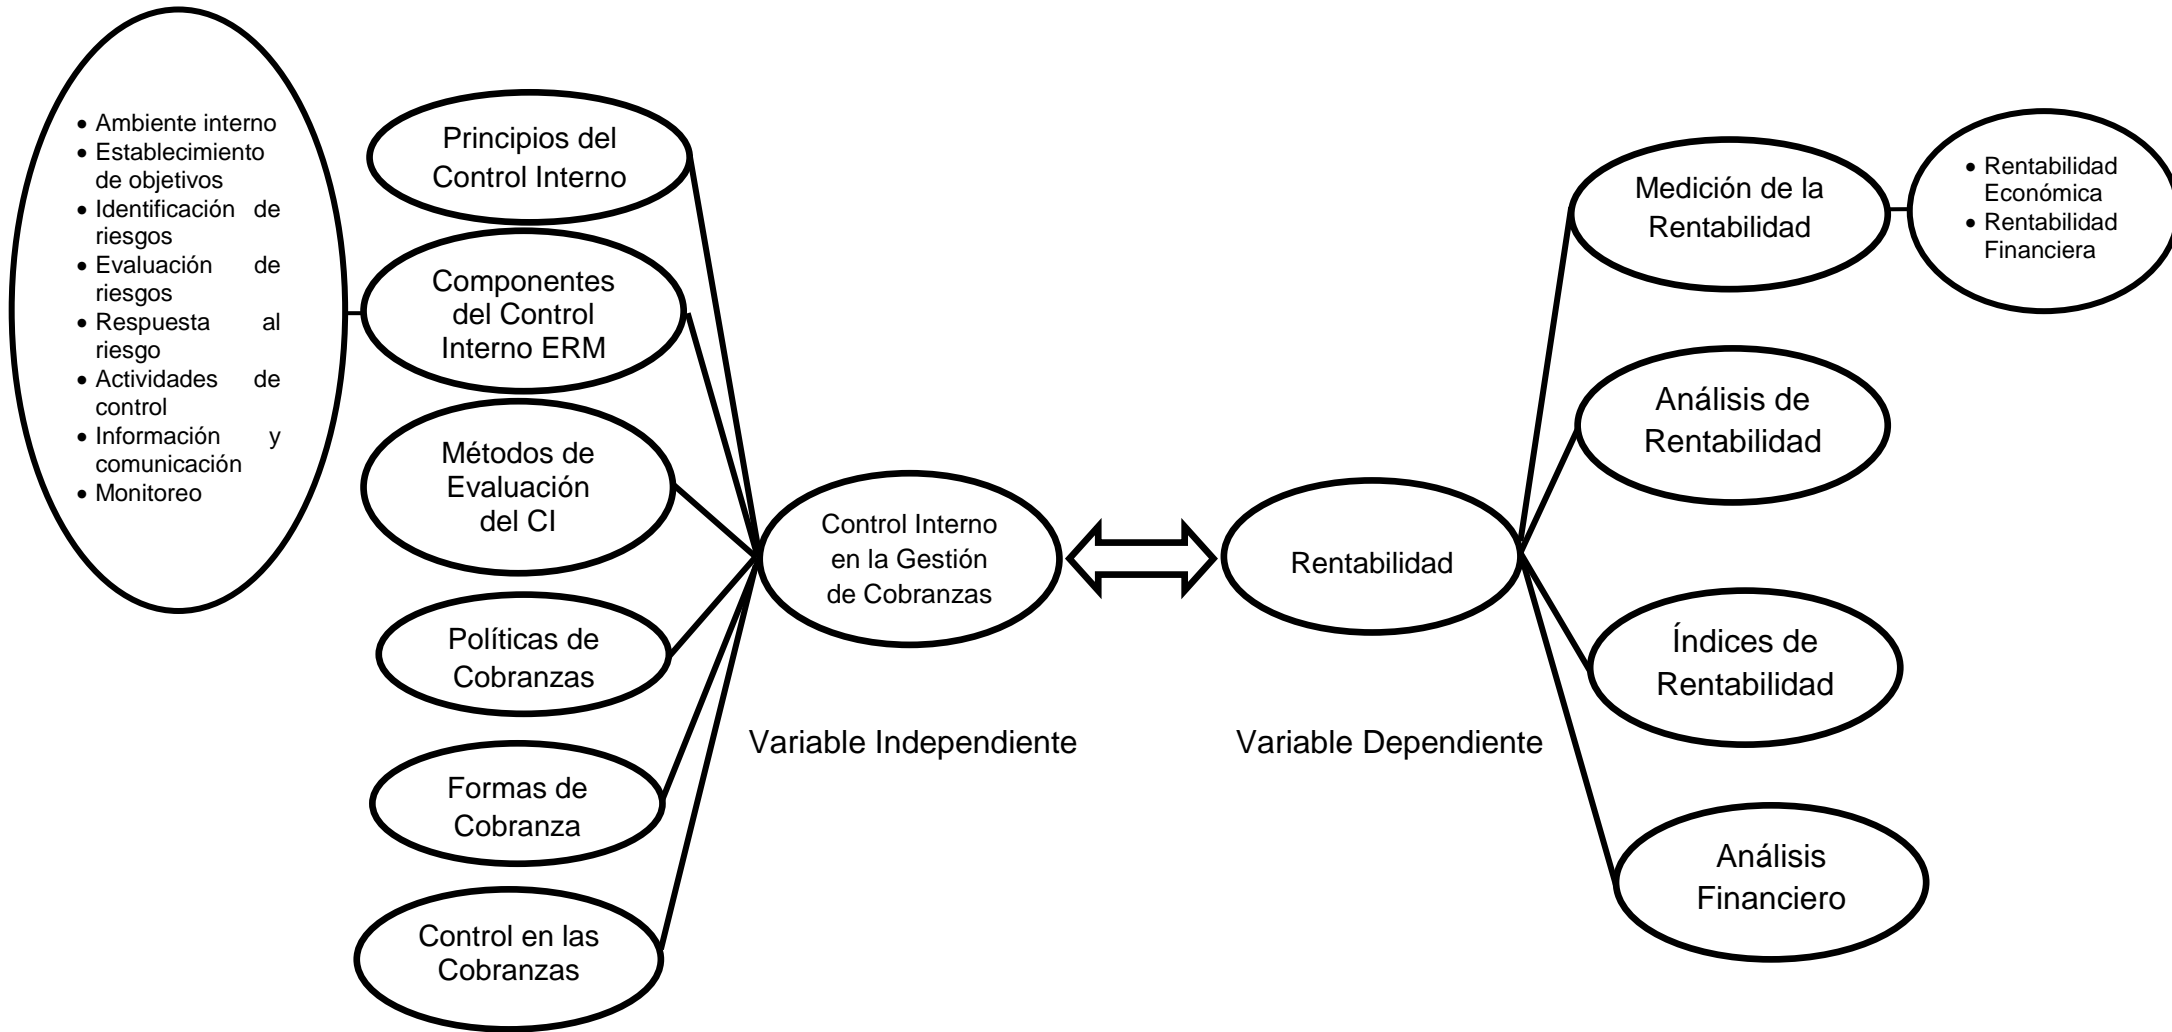 • Ambiente interno
• Establecimiento
de objetivos
• Identificación de
riesgos
• Evaluación de
riesgos
• Respuesta al
riesgo
• Actividades de
control
• Información y
comunicación
• Monitoreo
Principios del
Control Interno
Componentes
del Control
Interno ERM
Métodos de
Evaluación
del CI
Políticas de
Cobranzas
Formas de
Cobranza
Control en las
Cobranzas
Control Interno
en la Gestión
de Cobranzas
Variable Independiente
Rentabilidad
Variable Dependiente
Medición de la
Rentabilidad
Análisis de
Rentabilidad
Índices de
Rentabilidad
Análisis
Financiero
• Rentabilidad
Económica
• Rentabilidad
Financiera